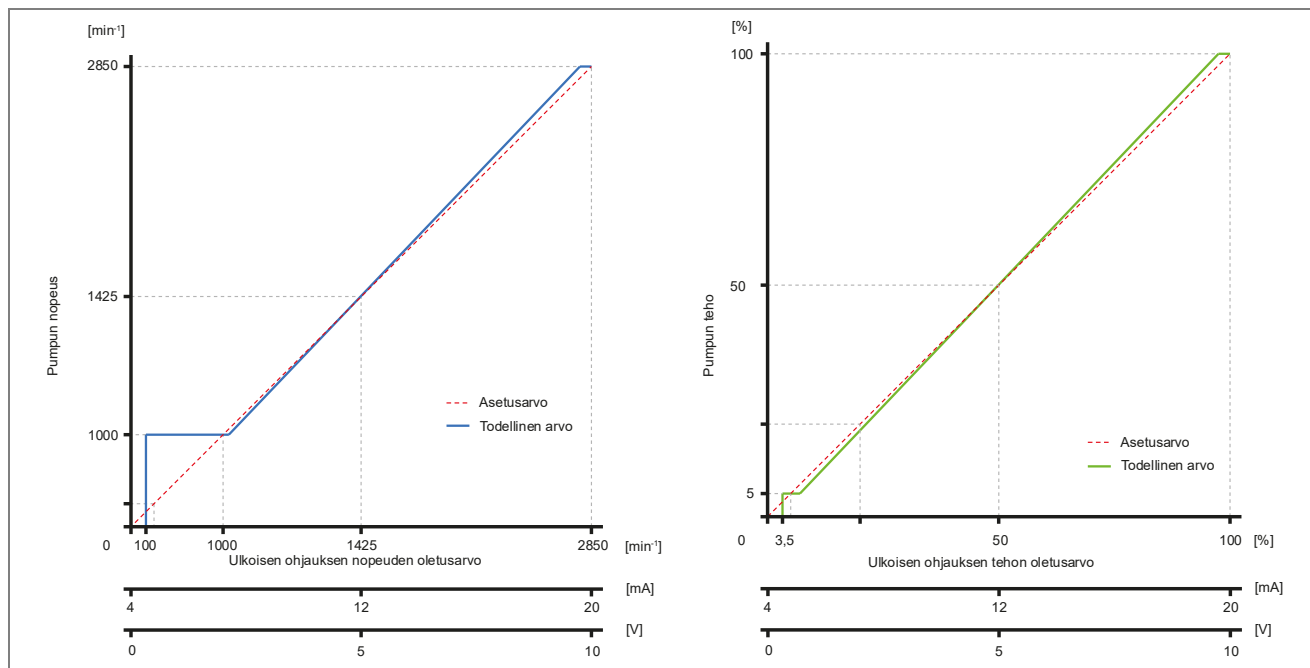 [min-1]
2850
1425
1000
Pumpun nopeus
Asetusarvo
Todellinen arvo
0 100 1000 1425 2850 [min-1]
Ulkoisen ohjauksen nopeuden oletusarvo
[mA]
4 12 20
[V]
0 5 10
[%]
100
50
5
Pumpun teho
Asetusarvo
Todellinen arvo
0 3,5 50 100 [%]
Ulkoisen ohjauksen tehon oletusarvo
[mA]
4 12 20
[V]
0 5 10